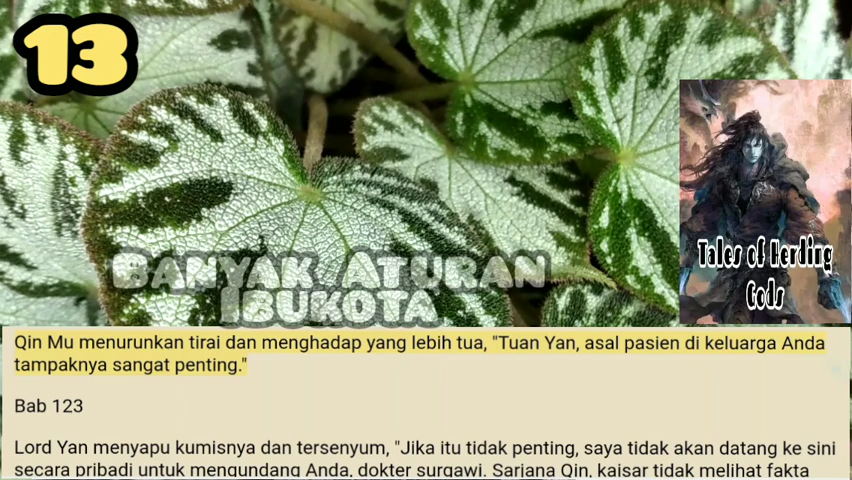 13
BANYAK ATURAN
IBUKOTA
Tales of Herding
Gods
Qin Mu menurunkan tirai dan menghadap yang lebih tua, "Tuan Yan, asal pasien di keluarga Anda
tampaknya sangat penting."
Bab 123
Lord Yan menyapu kumisnya dan tersenyum, "Jika itu tidak penting, saya tidak akan datang ke sini
secara pribadi untuk mengundang Anda, dokter surgawi. Sarjana Qin, kaisar tidak melihat fakta